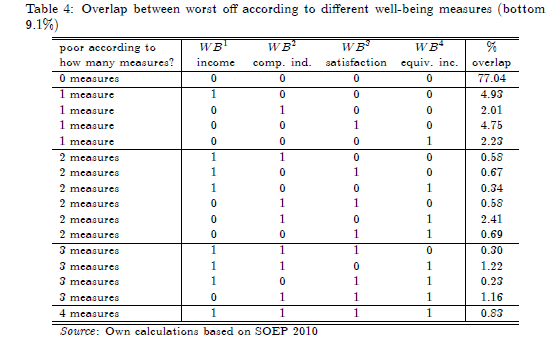 Table 4: Overlap between worst off according to different well-being measures (bottom
9.1%)
poor according to WB¹ WB² WB³ WB⁴ %
how many measures? income comp. ind. satisfaction equiv. inc. overlap
0 measures 0 0 0 0 77.04
1 measure 1 0 0 0 4.93
1 measure 0 1 0 0 2.01
1 measure 0 0 1 0 4.75
1 measure 0 0 0 1 2.23
2 measures 1 1 0 0 0.58
2 measures 1 0 1 0 0.67
2 measures 1 0 0 1 0.34
2 measures 0 1 1 0 0.58
2 measures 0 1 0 1 2.41
2 measures 0 0 1 1 0.69
3 measures 1 1 1 0 0.30
3 measures 1 1 0 1 1.22
3 measures 1 0 1 1 0.23
3 measures 0 1 1 1 1.16
4 measures 1 1 1 1 0.83
Source: Own calculations based on SOEP 2010